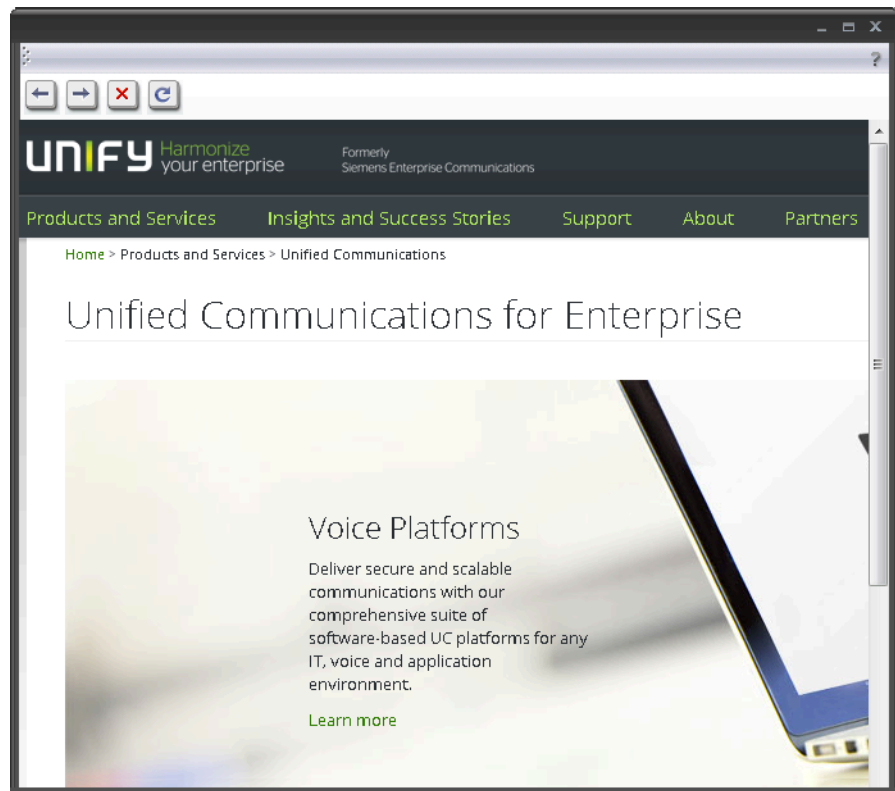 ?
UNIFY Harmonize
your enterprise
Formerly
Siemens Enterprise Communications
Products and Services Insights and Success Stories Support About Partners
Home > Products and Services > Unified Communications
Unified Communications for Enterprise
Voice Platforms
Deliver secure and scalable
communications with our
comprehensive suite of
software-based UC platforms for any
IT, voice and application
environment.
Learn more